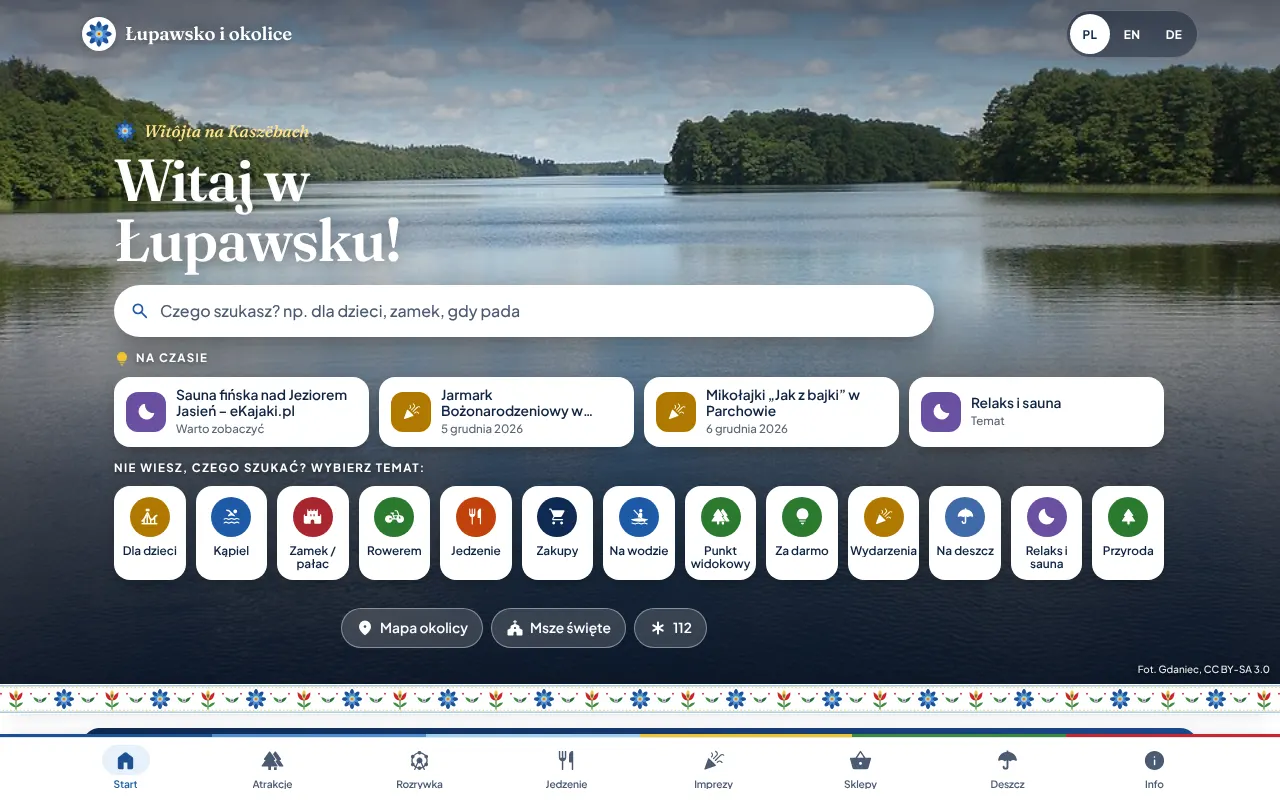 Łupawsko i okolice
PL EN DE
Witôjta na Kaszëbach
Witaj w
Łupawsku!
Czego szukasz? np. dla dzieci, zamek, gdy pada
NA CZASIE
Sauna fińska nad Jeziorem
Jasień – eKajaki.pl
Warto zobaczyć
Jarmark
Bożonarodzeniowy w…
5 grudnia 2026
Mikołajki „Jak z bajki” w
Parchowie
6 grudnia 2026
Relaks i sauna
Temat
NIE WIESZ, CZEGO SZUKAĆ? WYBIERZ TEMAT:
Dla dzieci
Kąpiel
Zamek /
pałac
Rowerem
Jedzenie
Zakupy
Na wodzie
Punkt
widokowy
Za darmo
Wydarzenia
Na deszcz
Relaks i
sauna
Przyroda
Mapa okolicy
Msze święte
112
Fot. Gdaniec, CC BY-SA 3.0
Start
Atrakcje
Rozrywka
Jedzenie
Imprezy
Sklepy
Deszcz
Info